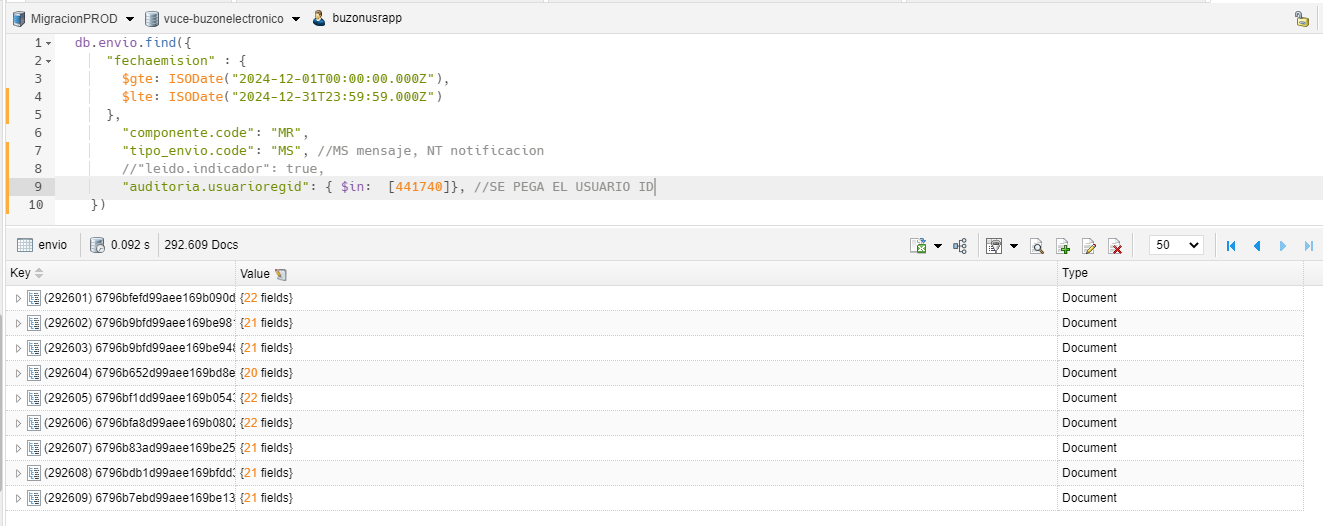 MigracionPROD vuce-buzonelectronico buzonusrapp
1 db.envio.find({
2 "fechaemision" : {
3 $gte: ISODate("2024-12-01T00:00:00.000Z"),
4 $lte: ISODate("2024-12-31T23:59:59.000Z")
5 },
6 "componente.code": "MR",
7 "tipo_envio.code": "MS", //MS mensaje, NT notificacion
8 //"leido.indicador": true,
9 "auditoria.usuarioregid": { $in: [441740]}, //SE PEGA EL USUARIO ID
10 })
envio 0.092 s 292.609 Docs 50
Key Value Type
(292601) 6796bfefd99aee169b090d {22 fields} Document
(292602) 6796b9bfd99aee169be981 {21 fields} Document
(292603) 6796b9bfd99aee169be948 {21 fields} Document
(292604) 6796b652d99aee169bd8e {20 fields} Document
(292605) 6796bf1dd99aee169b0543 {22 fields} Document
(292606) 6796bfa8d99aee169b0802 {22 fields} Document
(292607) 6796b83ad99aee169be25 {21 fields} Document
(292608) 6796bdb1d99aee169bfdd3 {21 fields} Document
(292609) 6796b7ebd99aee169be13 {21 fields} Document